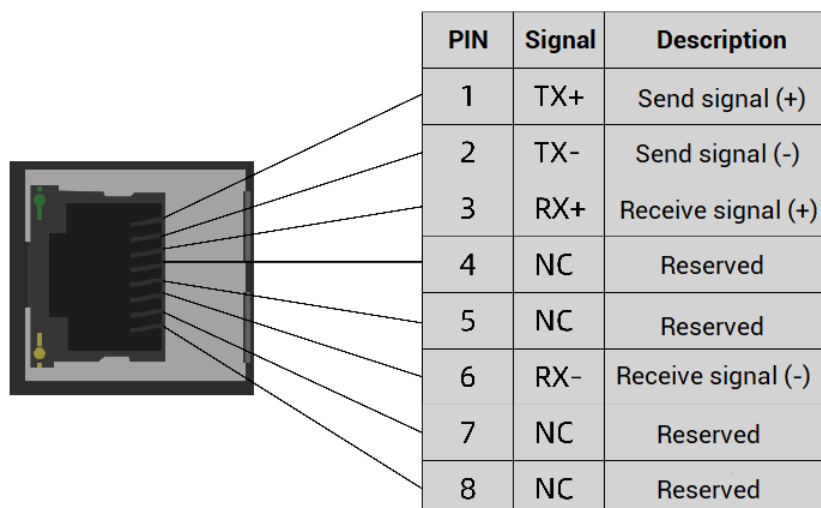 PIN Signal Description
1 TX+ Send signal (+)
2 TX- Send signal (-)
3 RX+ Receive signal (+)
4 NC Reserved
5 NC Reserved
6 RX- Receive signal (-)
7 NC Reserved
8 NC Reserved